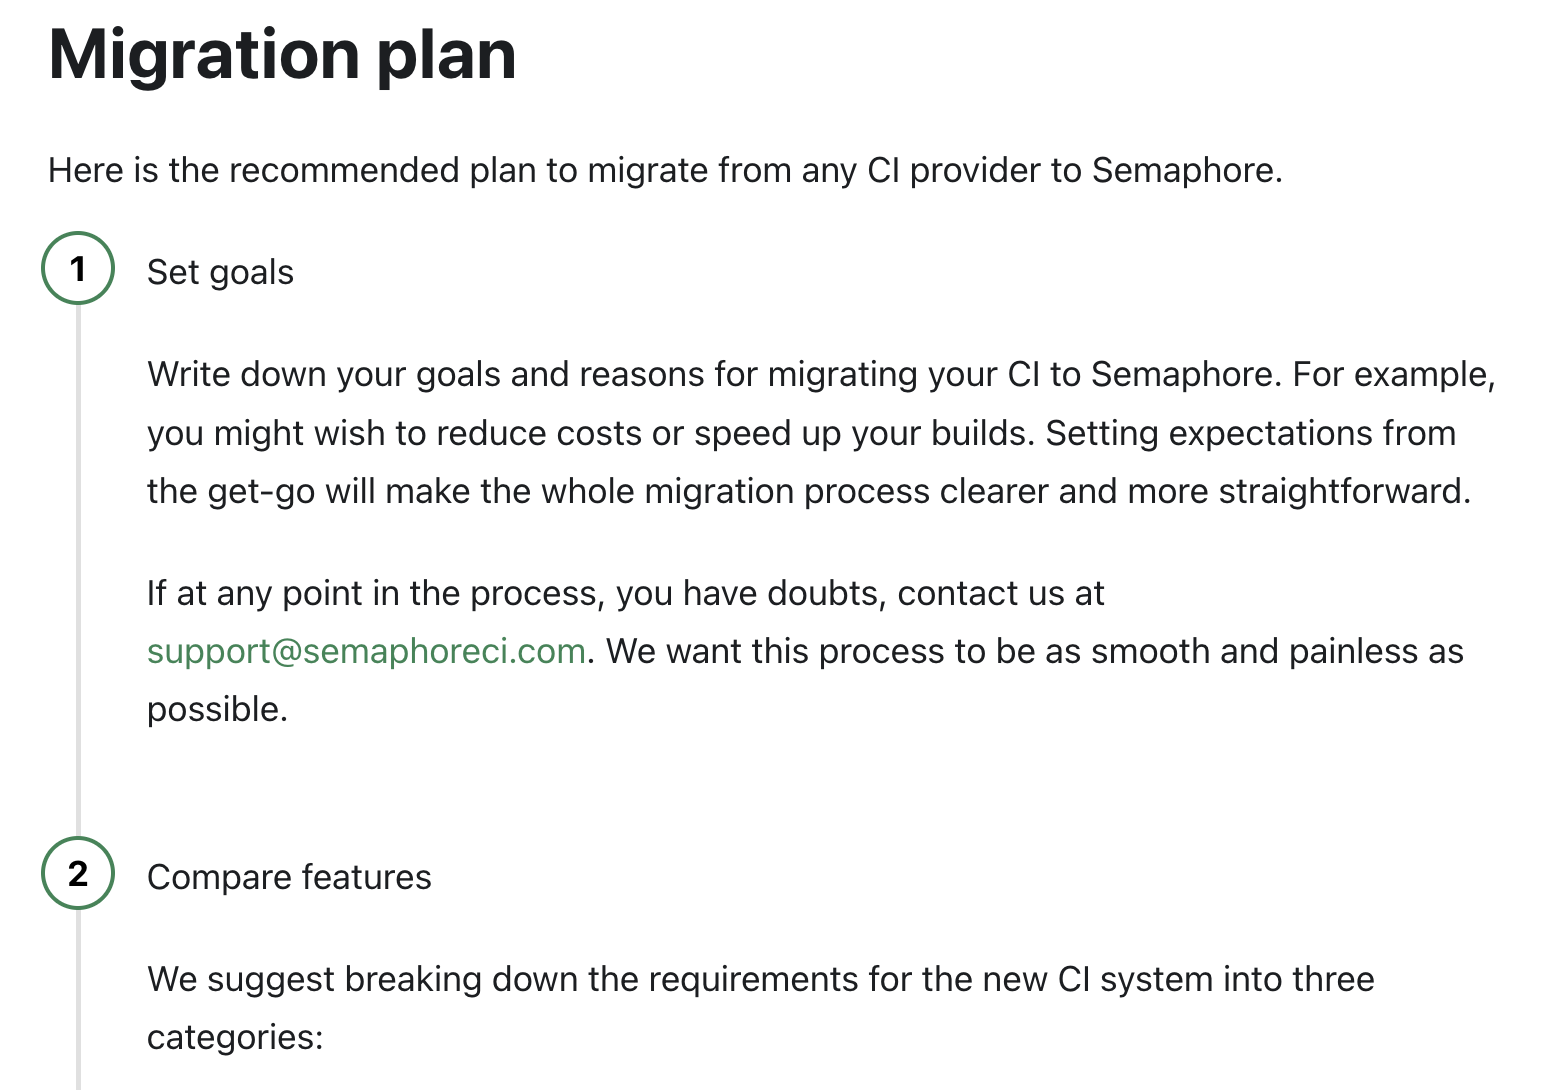 Migration plan
Here is the recommended plan to migrate from any CI provider to Semaphore.
1
Set goals
Write down your goals and reasons for migrating your CI to Semaphore. For example,
you might wish to reduce costs or speed up your builds. Setting expectations from
the get-go will make the whole migration process clearer and more straightforward.
If at any point in the process, you have doubts, contact us at
support@semaphoreci.com. We want this process to be as smooth and painless as
possible.
2
Compare features
We suggest breaking down the requirements for the new CI system into three
categories: